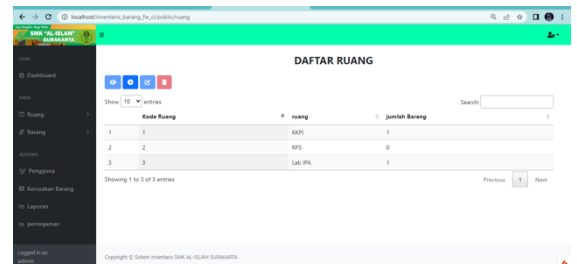 localhost/inventaris_barang_fw_ci/public/ruang
SMK "AL-ISLAM"
SURAKARTA
CORE
Dashboard
DATA
Ruang
Barang
Pengguna
Kerusakan Barang
Laporan
peminjaman
Logged in as:
admin
DAFTAR RUANG
Show 10 entries
Search:
Kode Ruang ruang Jumlah Barang
1 1 KKPI 1
2 2 RPS 0
3 3 Lab IPA 1
Showing 1 to 3 of 3 entries
Previous 1 Next
Copyright © Sistem Inventaris SMK AL-ISLAM SURAKARTA